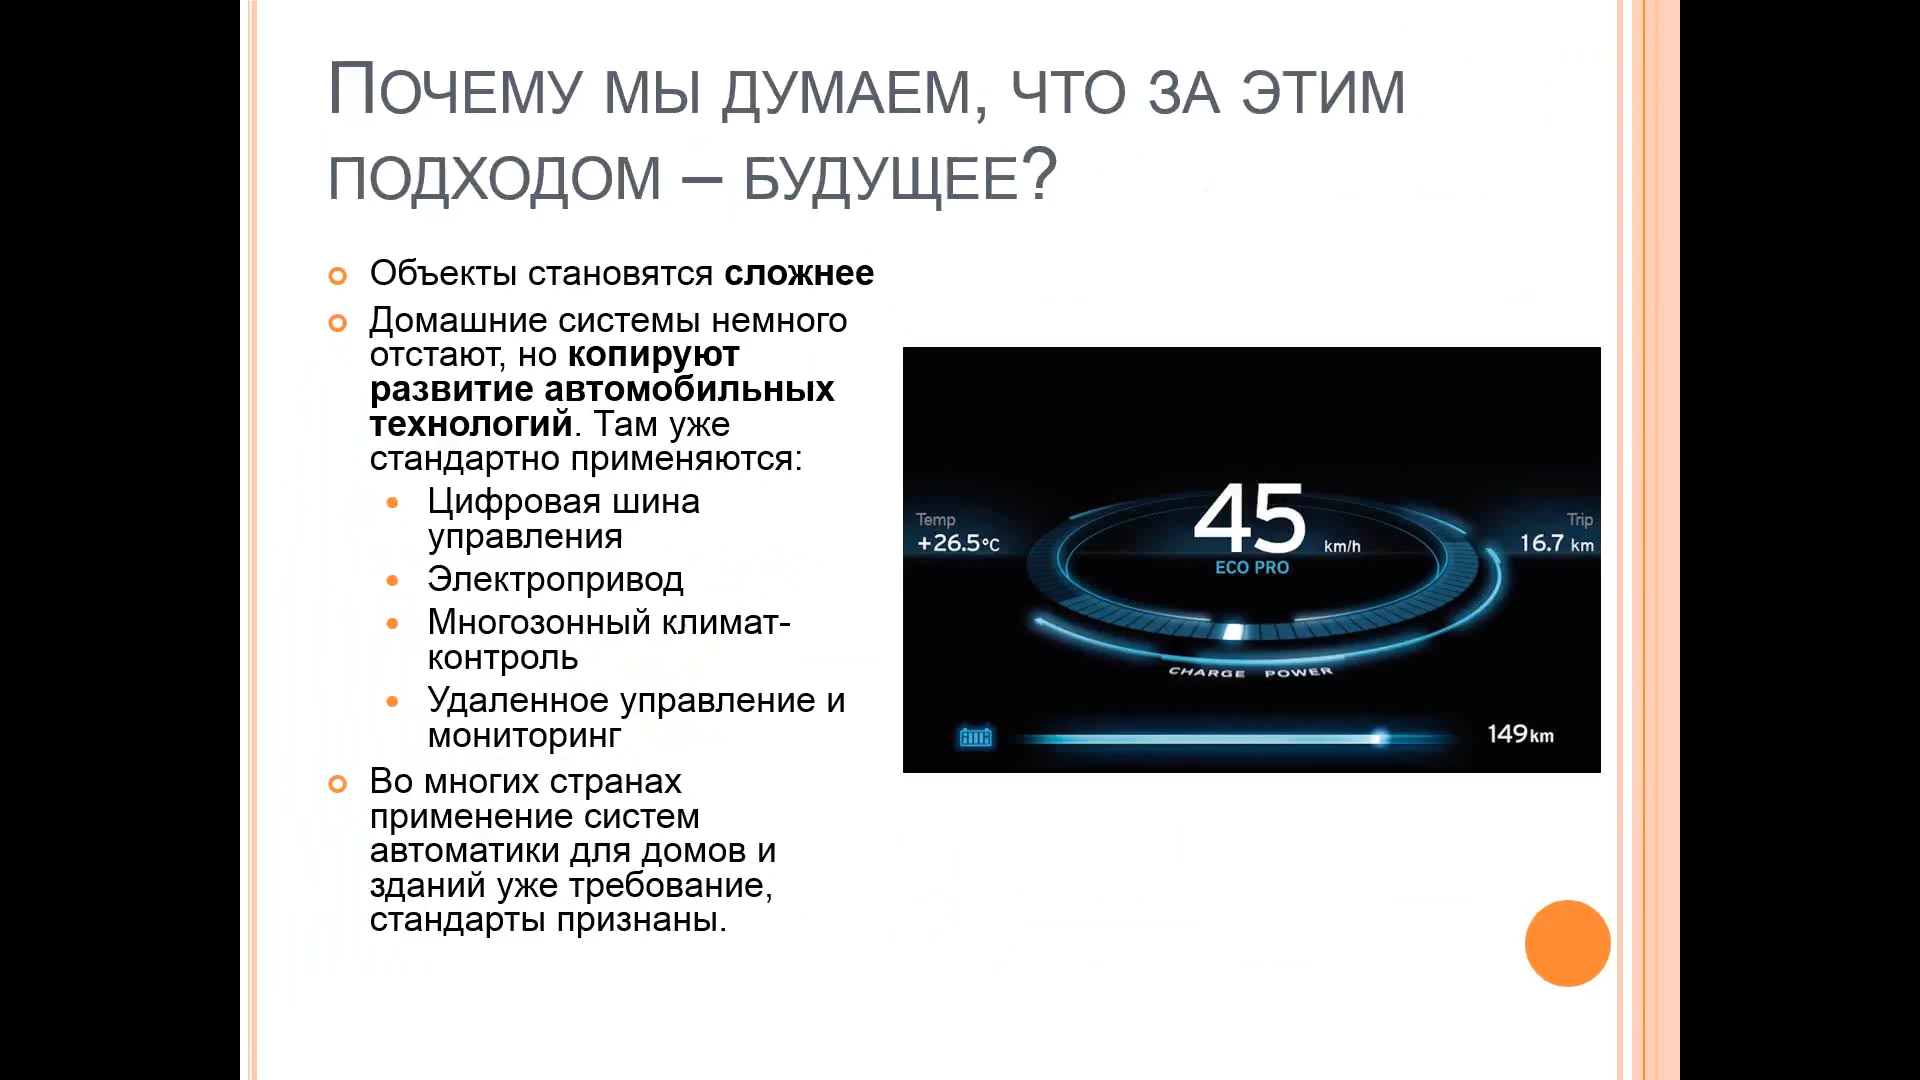 Почему мы думаем, что за этим
подходом – будущее?
Объекты становятся сложнее
Домашние системы немного
отстают, но копируют
развитие автомобильных
технологий. Там уже
стандартно применяются:
Цифровая шина
управления
Электропривод
Многозонный климат-
контроль
Удаленное управление и
мониторинг
Во многих странах
применение систем
автоматики для домов и
зданий уже требование,
стандарты признаны.
Temp
+26.5°C
45 km/h
ECO PRO
Trip
16.7 km
CHARGE POWER
149 km